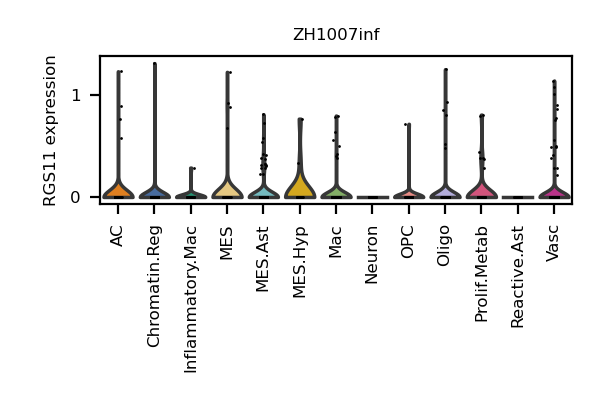 ZH1007inf
RGS11 expression
1
0
AC
Chromatin.Reg
Inflammatory.Mac
MES
MES.Ast
MES.Hyp
Mac
Neuron
OPC
Oligo
Prolif.Metab
Reactive.Ast
Vasc